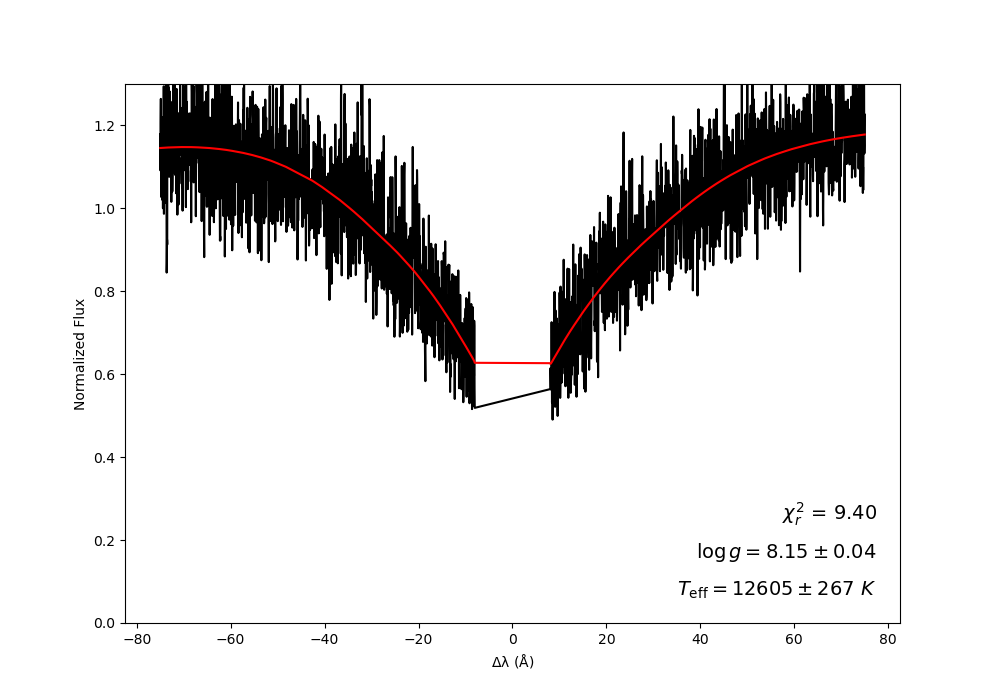 1.2
1.0
0.8
0.6
0.4
0.2
0.0
Normalized Flux
χ²ᵣ = 9.40
log g = 8.15 ± 0.04
T_eff = 12605 ± 267 K
−80 −60 −40 −20 0 20 40 60 80
Δλ (Å)